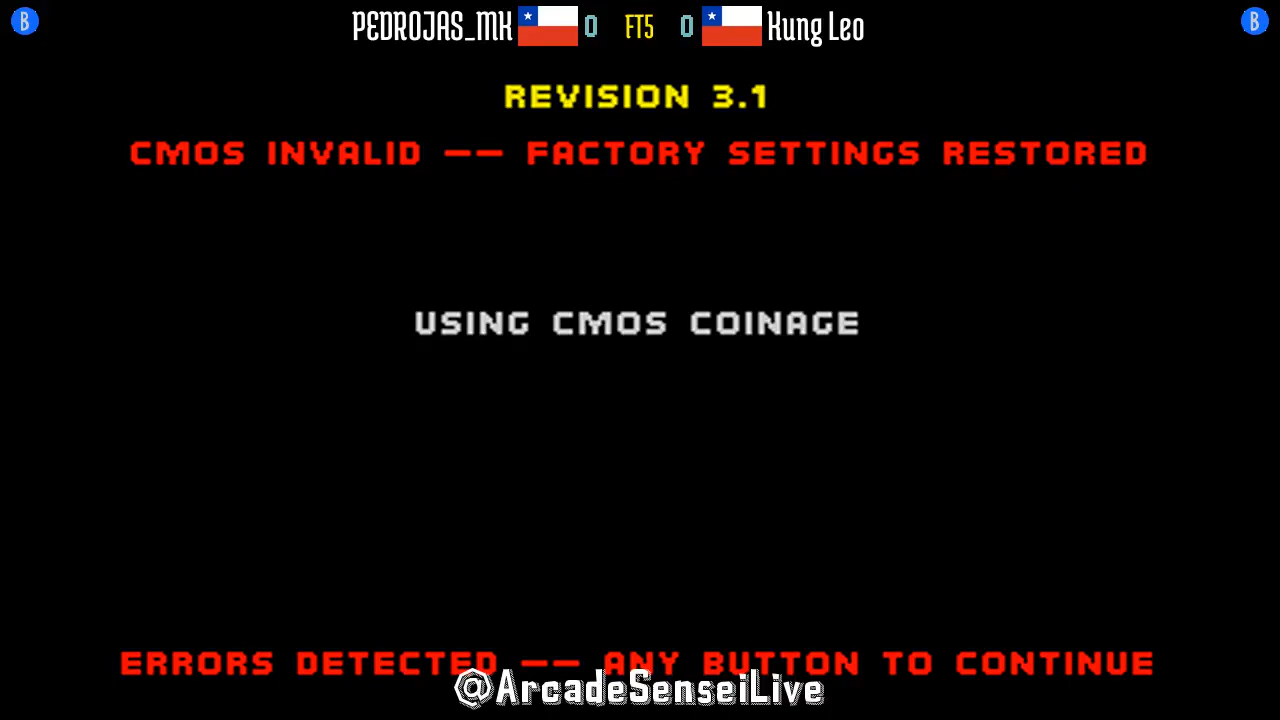 B PEDROJAS_MK 0 FT5 0 Kung Leo B
REVISION 3.1
CMOS INVALID -- FACTORY SETTINGS RESTORED
USING CMOS COINAGE
ERRORS DETECTED -- ANY BUTTON TO CONTINUE
@ArcadeSenseiLive